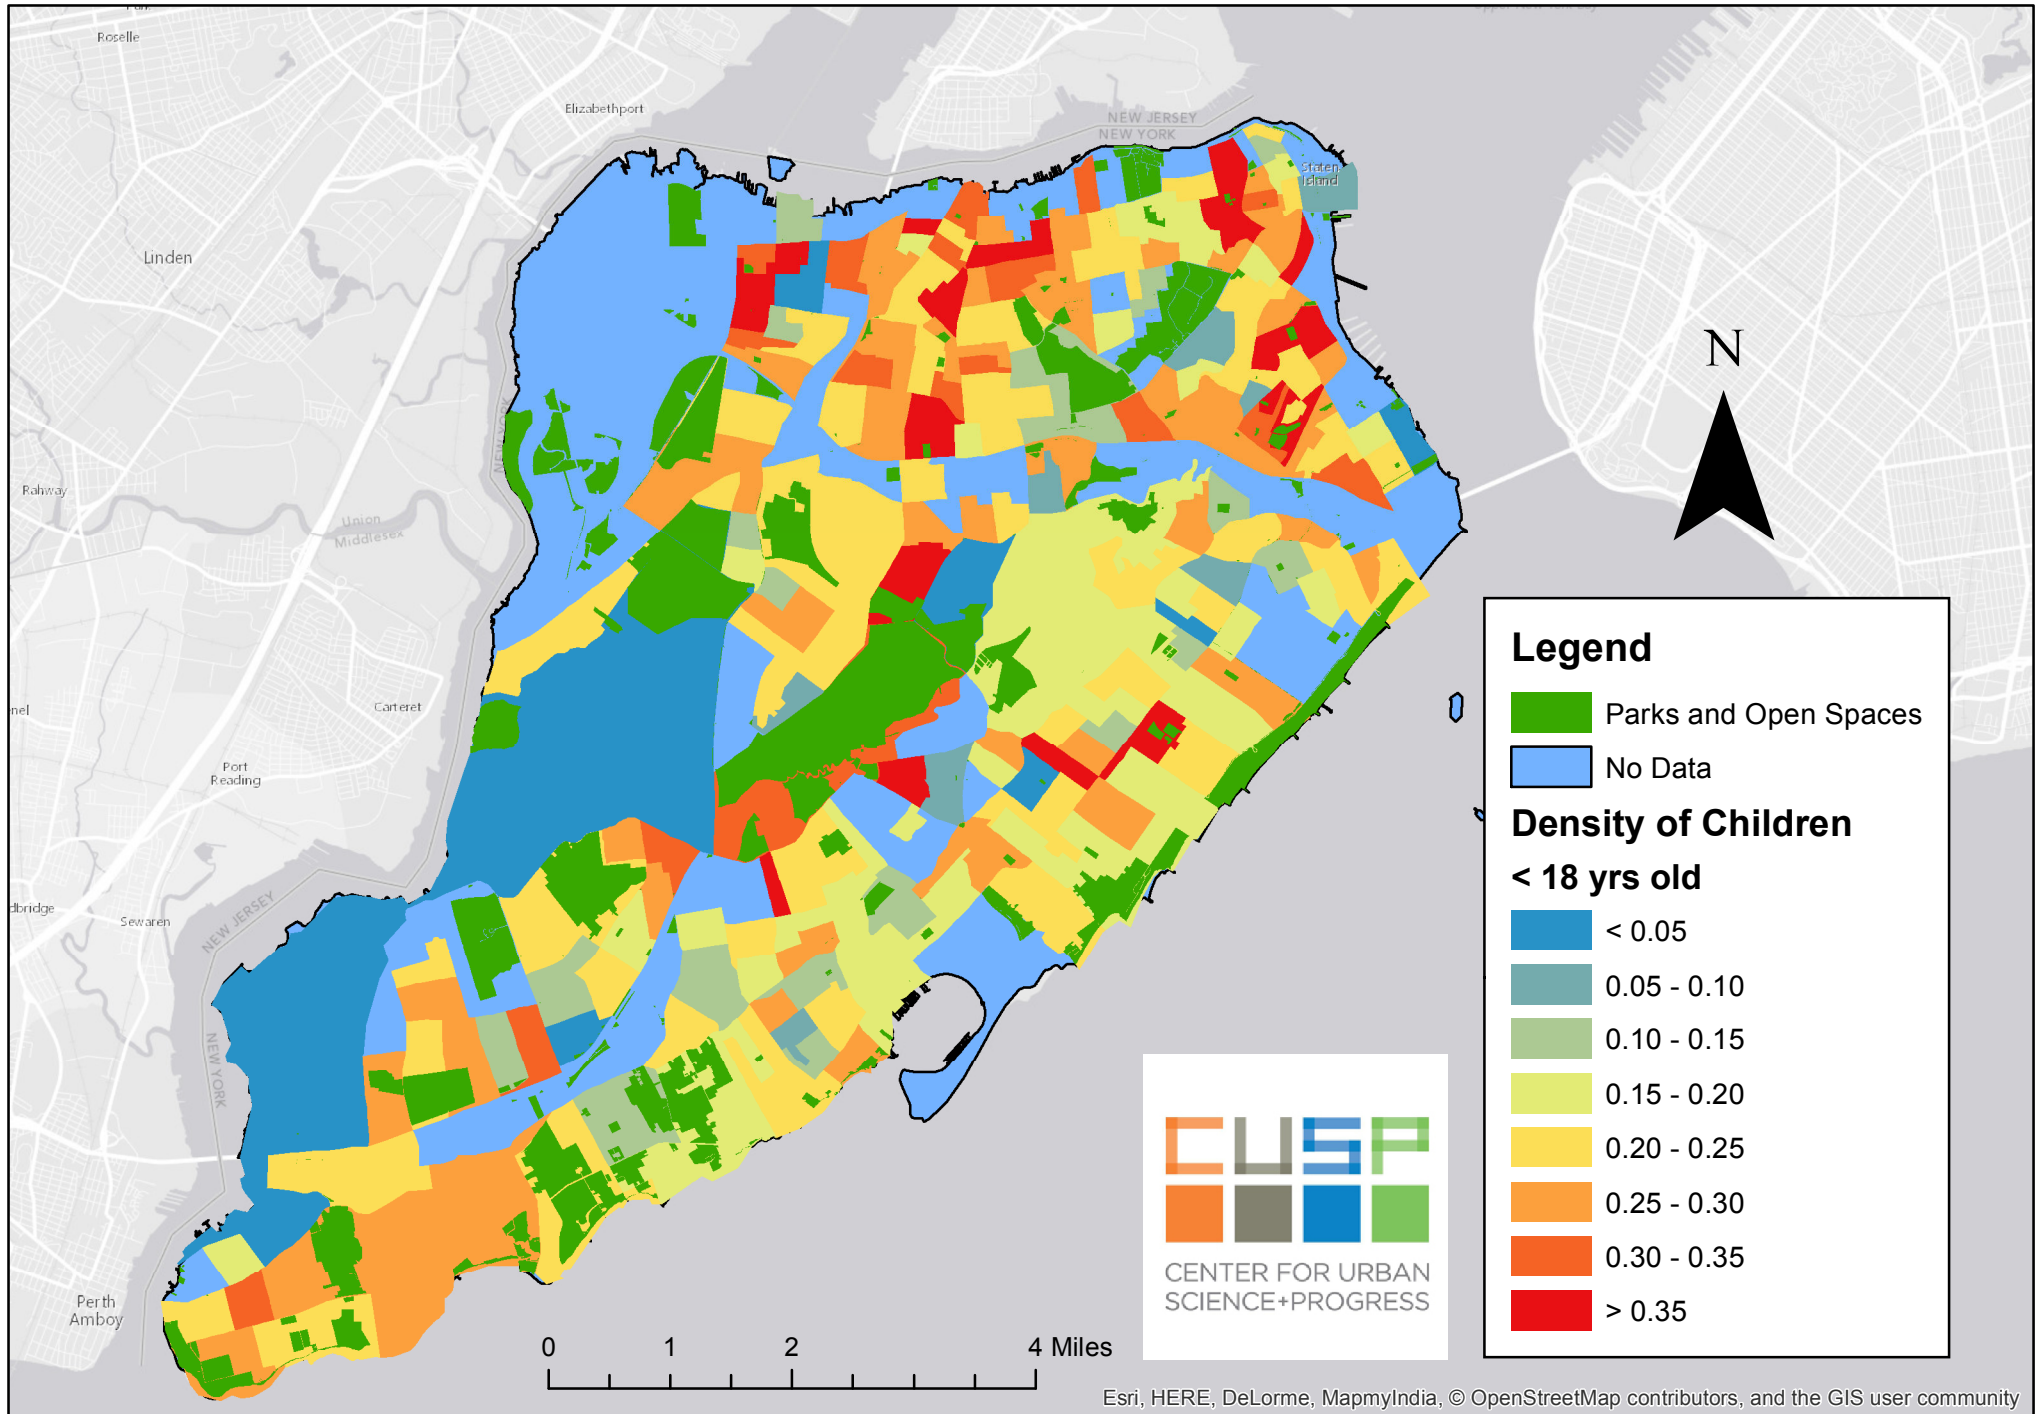 Roselle
Elizabethport
NEW JERSEY
NEW YORK
Staten
Island
Linden
NEW YORK
Rahway
Union
Middlesex
Carteret
Port
Reading
Sewaren
NEW JERSEY
NEW YORK
Perth
Amboy
N
Legend
Parks and Open Spaces
No Data
Density of Children
< 18 yrs old
< 0.05
0.05 - 0.10
0.10 - 0.15
0.15 - 0.20
0.20 - 0.25
0.25 - 0.30
0.30 - 0.35
> 0.35
CUSP
CENTER FOR URBAN
SCIENCE+PROGRESS
0 1 2 4 Miles
Esri, HERE, DeLorme, MapmyIndia, © OpenStreetMap contributors, and the GIS user community